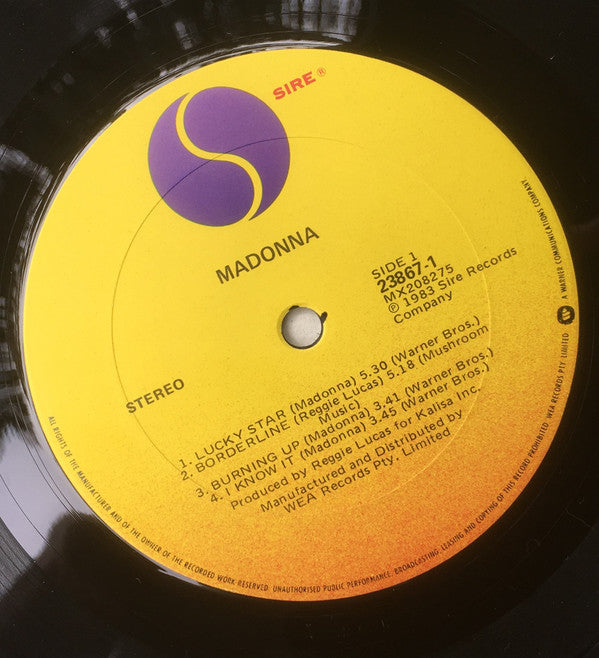 SIRE®
MADONNA
SIDE 1
23867-1
MX208275
℗ 1983 Sire Records
Company
STEREO
1. LUCKY STAR (Madonna) 5.30 (Warner Bros.)
2. BORDERLINE (Reggie Lucas) 5.18 (Mushroom
Music)
3. BURNING UP (Madonna) 3.41 (Warner Bros.)
4. I KNOW IT (Madonna) 3.45 (Warner Bros.)
Produced by Reggie Lucas for Kalisa Inc.
Manufactured and Distributed by
WEA Records Pty. Limited
ALL RIGHTS OF THE MANUFACTURER AND OF THE OWNER OF THE RECORDED WORK RESERVED. UNAUTHORISED PUBLIC PERFORMANCE, BROADCASTING, LEASING AND COPYING OF THIS RECORD PROHIBITED. WEA RECORDS PTY. LIMITED A WARNER COMMUNICATIONS COMPANY